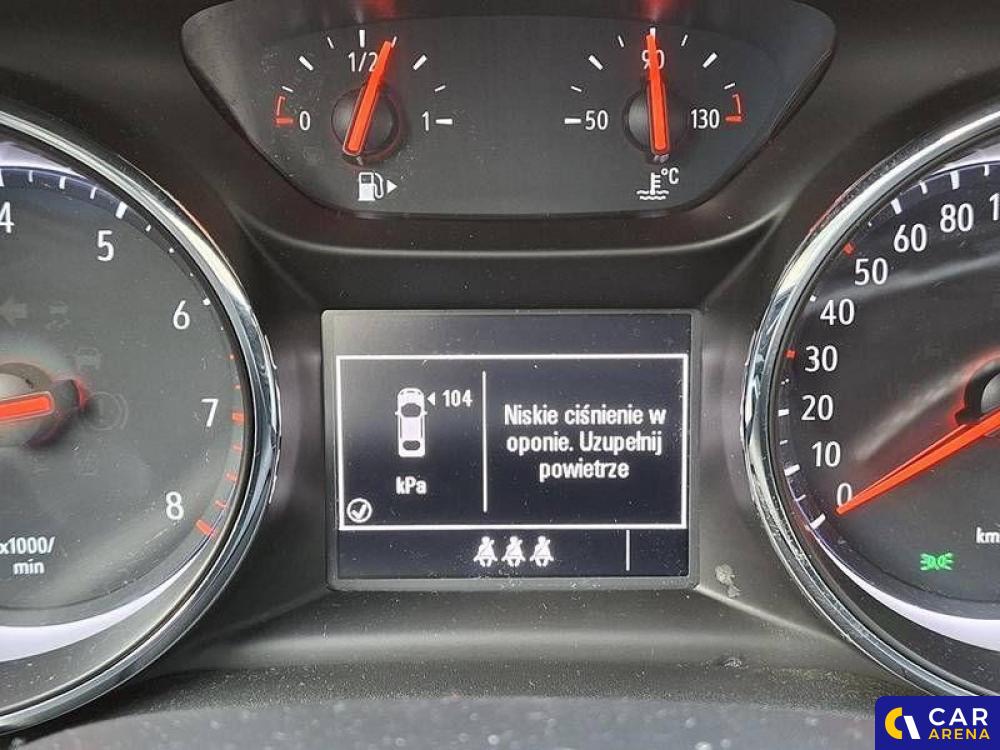 1/2
0
1
90
50
130
°C
4
5
6
7
8
x1000/
min
104
kPa
Niskie ciśnienie w
oponie. Uzupełnij
powietrze
0
10
20
30
40
50
60
80
km
CAR
ARENA